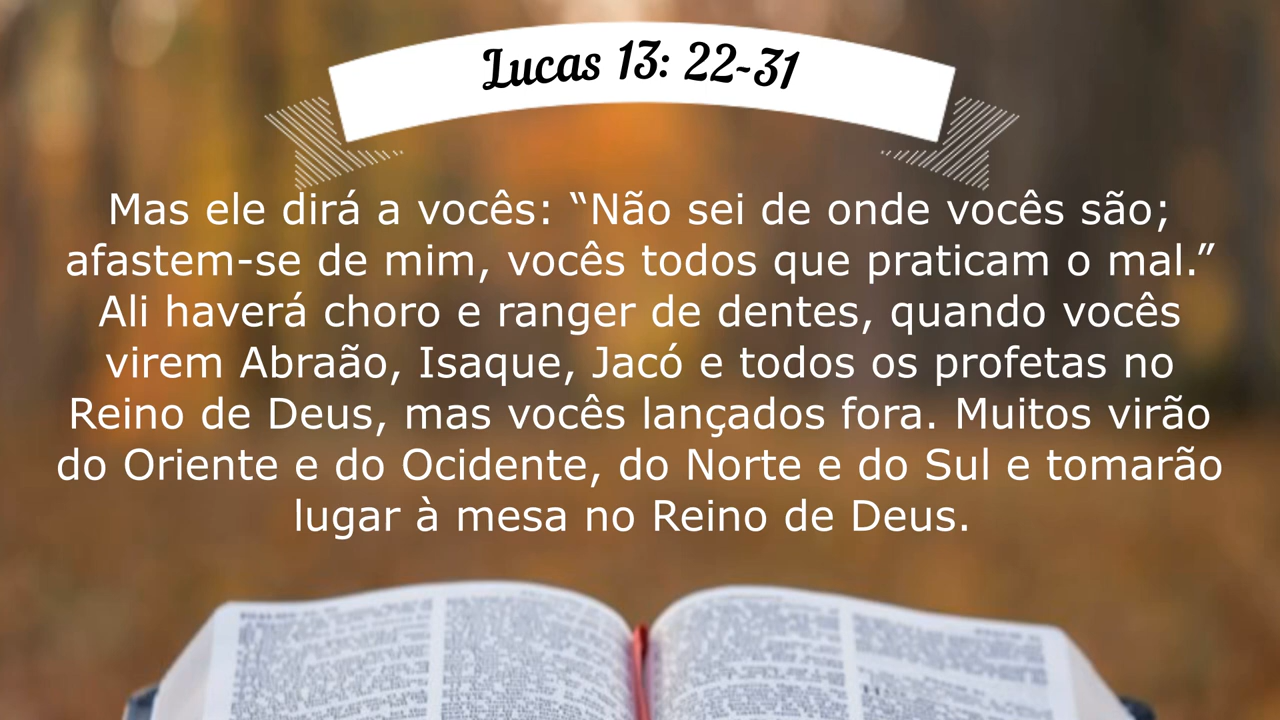 Lucas 13: 22-31
Mas ele dirá a vocês: “Não sei de onde vocês são;
afastem-se de mim, vocês todos que praticam o mal.”
Ali haverá choro e ranger de dentes, quando vocês
virem Abraão, Isaque, Jacó e todos os profetas no
Reino de Deus, mas vocês lançados fora. Muitos virão
do Oriente e do Ocidente, do Norte e do Sul e tomarão
lugar à mesa no Reino de Deus.